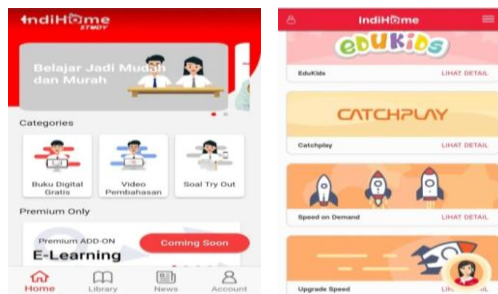 IndiHome
STUDY
Belajar Jadi Mudah
dan Murah
Categories
Buku Digital
Gratis
Video
Pembahasan
Soal Try Out
Premium Only
Premium ADD-ON
E-Learning
Coming Soon
Home
Library
News
Account
IndiHome
EDUKIDS
EduKids
LIHAT DETAIL
CATCHPLAY
Catchplay
LIHAT DETAIL
Speed on Demand
LIHAT DETAIL
Upgrade Speed